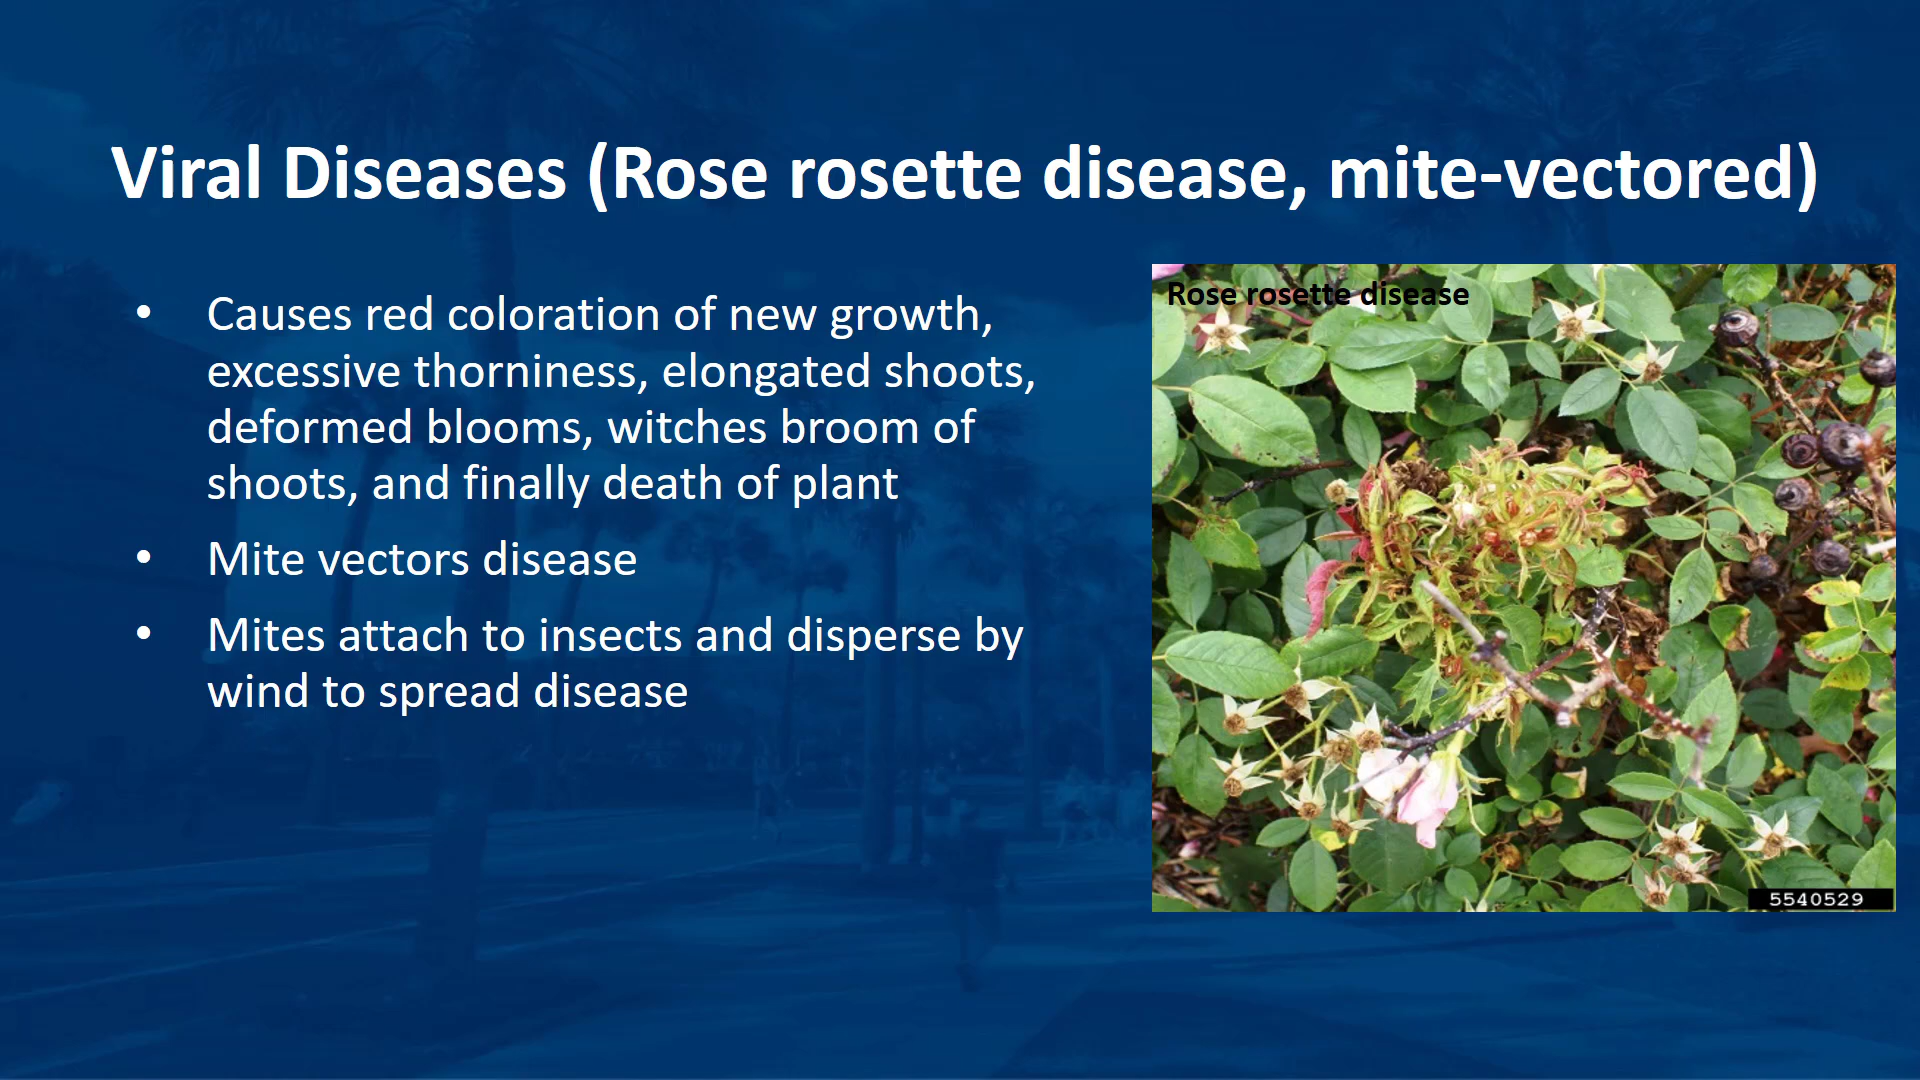 Viral Diseases (Rose rosette disease, mite-vectored)
• Causes red coloration of new growth,
excessive thorniness, elongated shoots,
deformed blooms, witches broom of
shoots, and finally death of plant
• Mite vectors disease
• Mites attach to insects and disperse by
wind to spread disease
Rose rosette disease
5540529